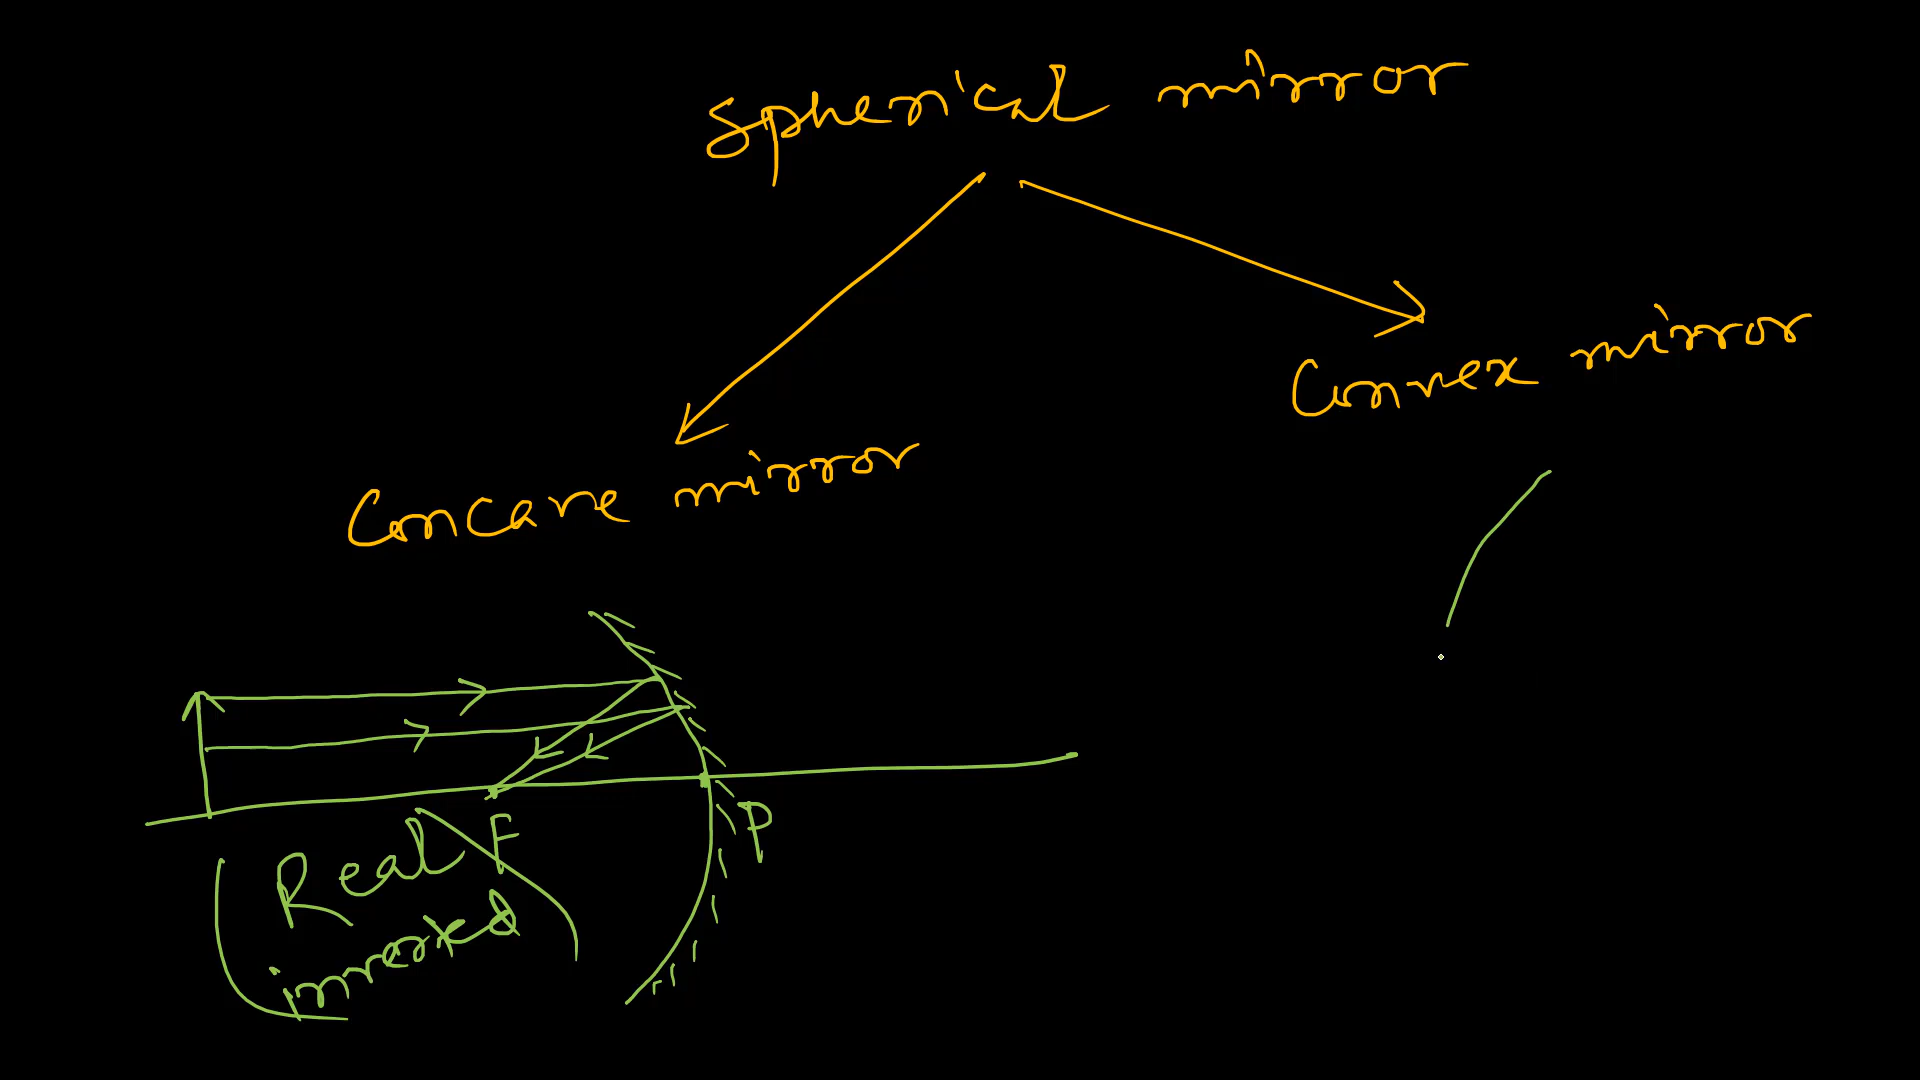 Spherical mirror
Convex mirror
Concave mirror
P
F
Real
inverted